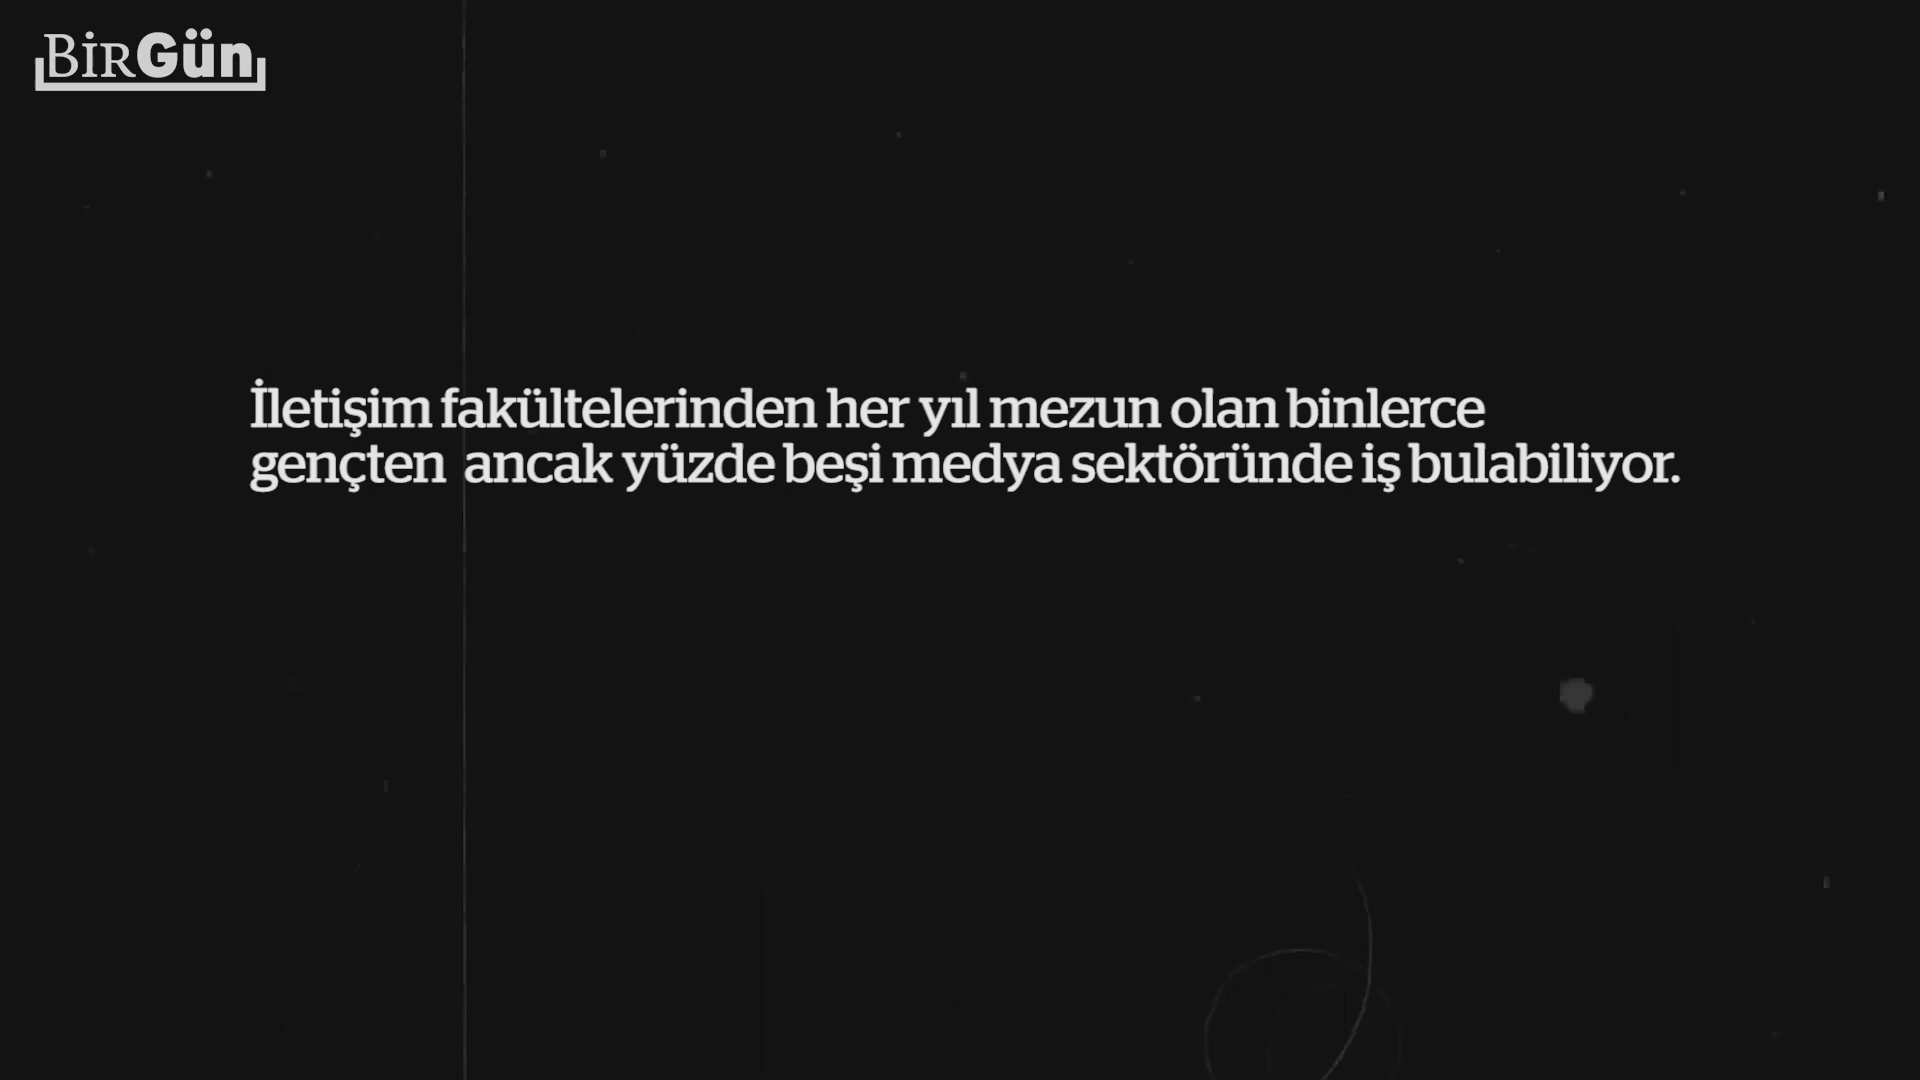 BirGün
İletişim fakültelerinden her yıl mezun olan binlerce
gençten ancak yüzde beşi medya sektöründe iş bulabiliyor.